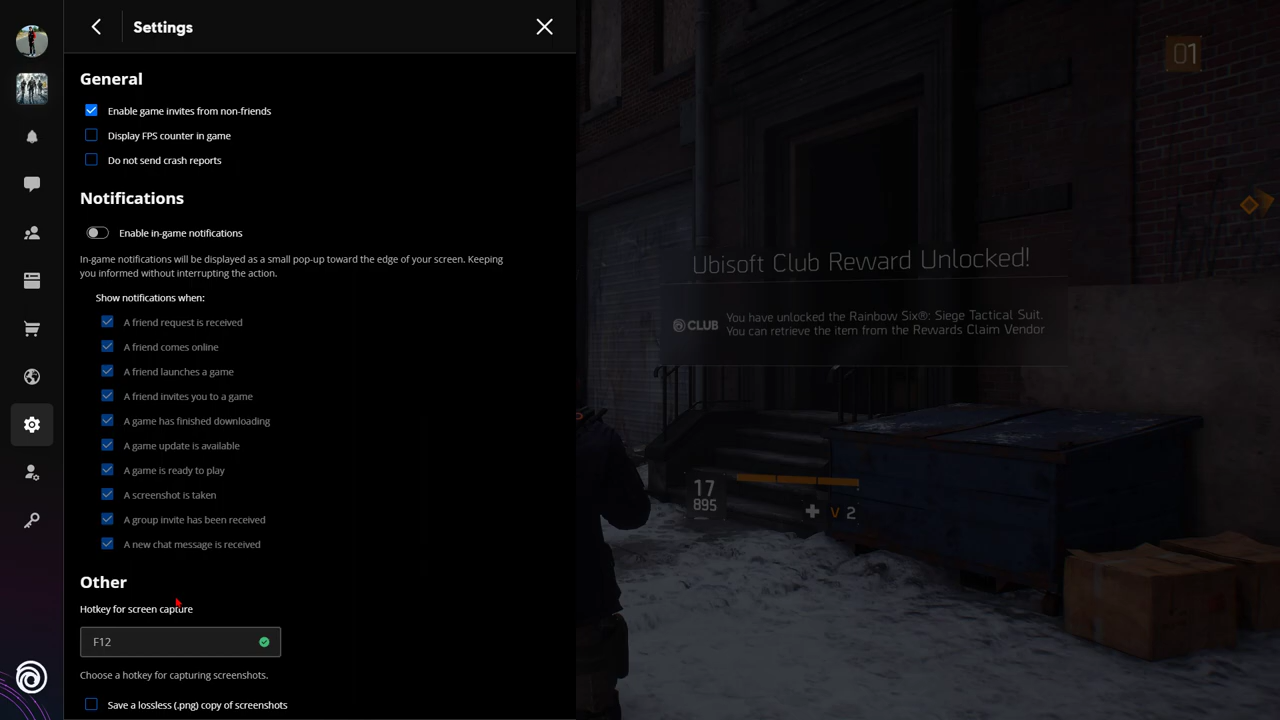 Settings
General
Enable game invites from non-friends
Display FPS counter in game
Do not send crash reports
Notifications
Enable in-game notifications
In-game notifications will be displayed as a small pop-up toward the edge of your screen. Keeping
you informed without interrupting the action.
Show notifications when:
A friend request is received
A friend comes online
A friend launches a game
A friend invites you to a game
A game has finished downloading
A game update is available
A game is ready to play
A screenshot is taken
A group invite has been received
A new chat message is received
Other
Hotkey for screen capture
F12
Choose a hotkey for capturing screenshots.
Save a lossless (.png) copy of screenshots
01
Ubisoft Club Reward Unlocked!
CLUB
You have unlocked the Rainbow Six®: Siege Tactical Suit.
You can retrieve the item from the Rewards Claim Vendor
17
895
V 2